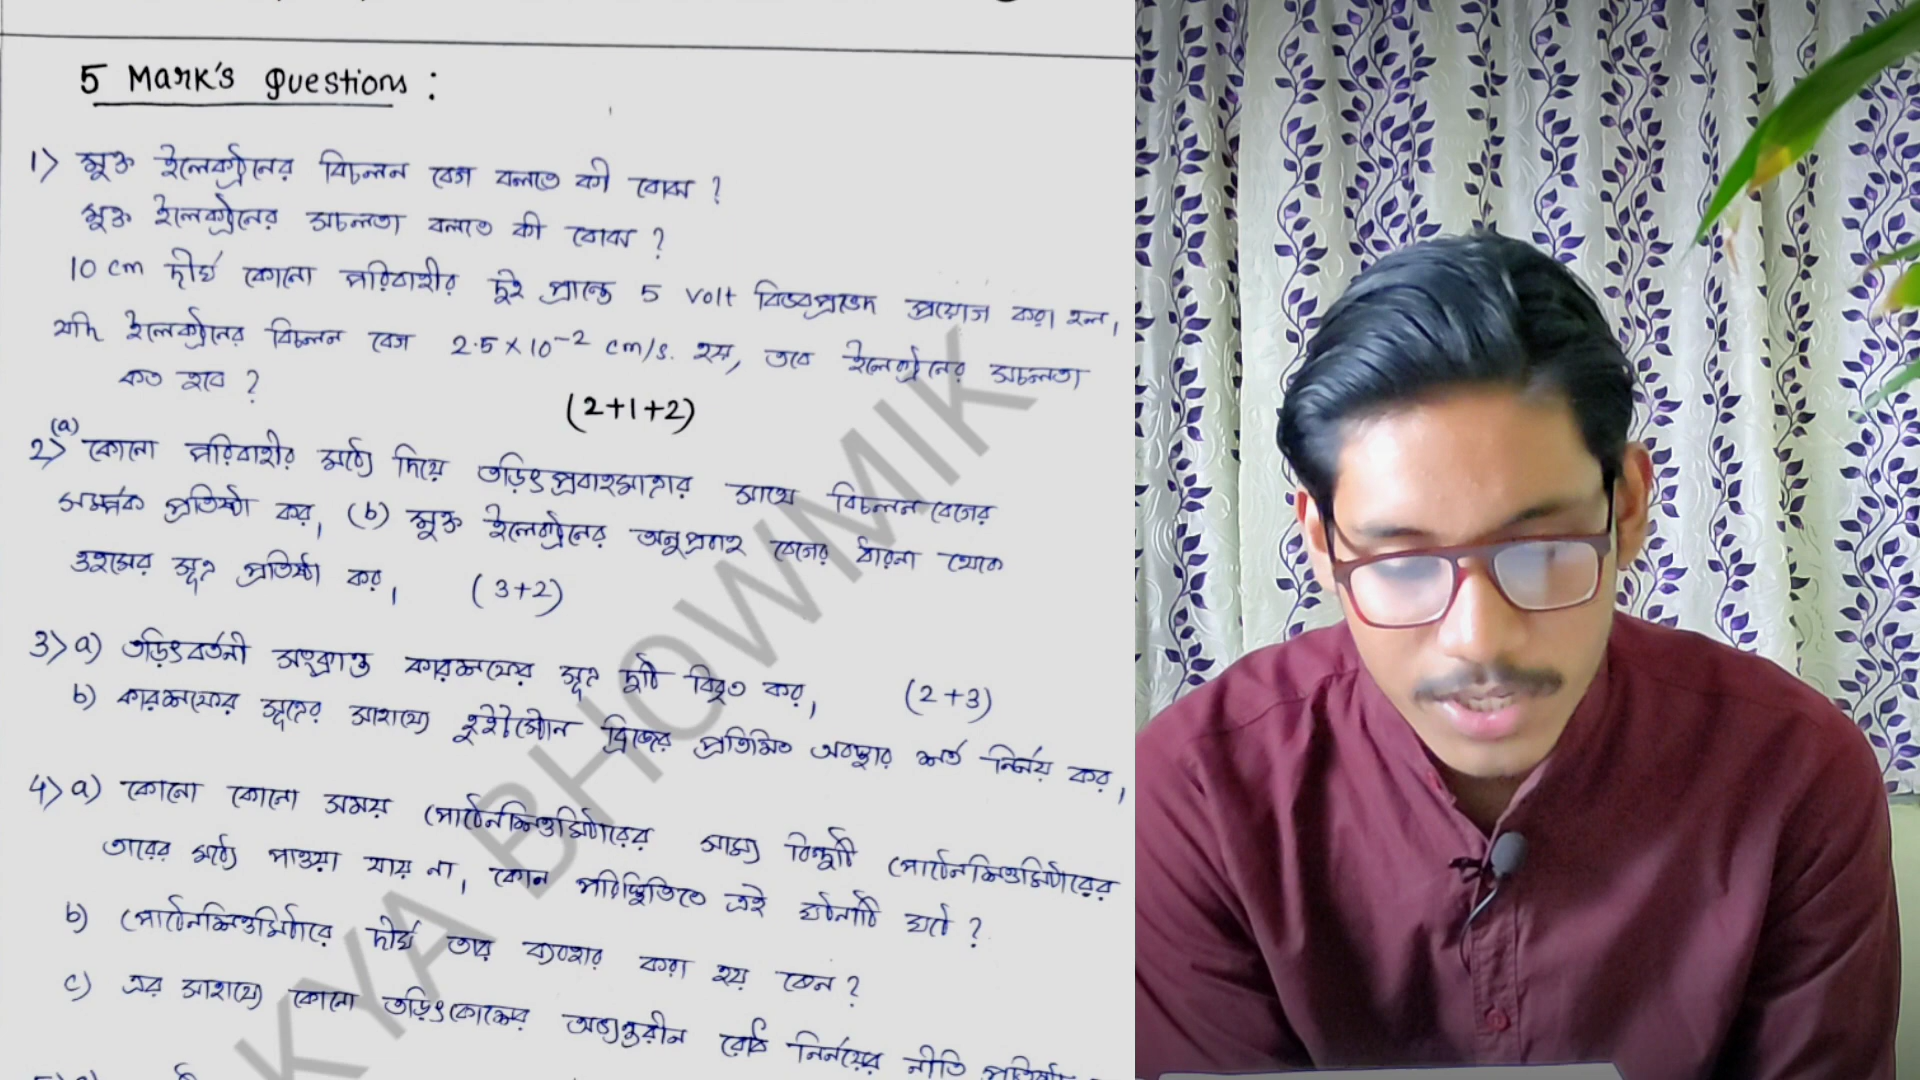 5 Mark's Questions :
1> মুক্ত ইলেকট্রনের বিচলন বেগ বলতে কী বোঝ ?
মুক্ত ইলেকট্রনের সচলতা বলতে কী বোঝ ?
10 cm দীর্ঘ কোনো পরিবাহীর দুই প্রান্তে 5 volt বিভবপ্রভেদ প্রয়োগ করা হল।
যদি ইলেকট্রনের বিচলন বেগ 2.5 × 10⁻² cm/s. হয়, তবে ইলেকট্রনের সচলতা
কত হবে ?
(2+1+2)
2> (a) কোনো পরিবাহীর মধ্যে দিয়ে তড়িৎপ্রবাহমাত্রার সাথে বিচলন বেগের
সম্পর্ক প্রতিষ্ঠা কর। (b) মুক্ত ইলেকট্রনের অনুপ্রবাহ বেগের ধারনা থেকে
ওহমের সূত্র প্রতিষ্ঠা কর। (3+2)
3> a) তড়িৎবর্তনী সংক্রান্ত কারশফের সূত্র দুটি বিবৃত কর। (2+3)
b) কারশফের সূত্রের সাহায্যে হুইটস্টোন ব্রিজের প্রতিমিত অবস্থার শর্ত নির্নয় কর।
4> a) কোনো কোনো সময় পোটেনশিওমিটারের সাম্য বিন্দুটি পোটেনশিওমিটারের
তারের মধ্যে পাওয়া যায় না। কোন পরিস্থিতিতে এই ঘটনাটি ঘটে ?
b) পোটেনশিওমিটারে দীর্ঘ তার ব্যবহার করা হয় কেন ?
c) এর সাহায্যে কোনো তড়িৎকোশের অভ্যন্তরীন রোধ নির্নয়ের নীতি
KYA BHOWMIK